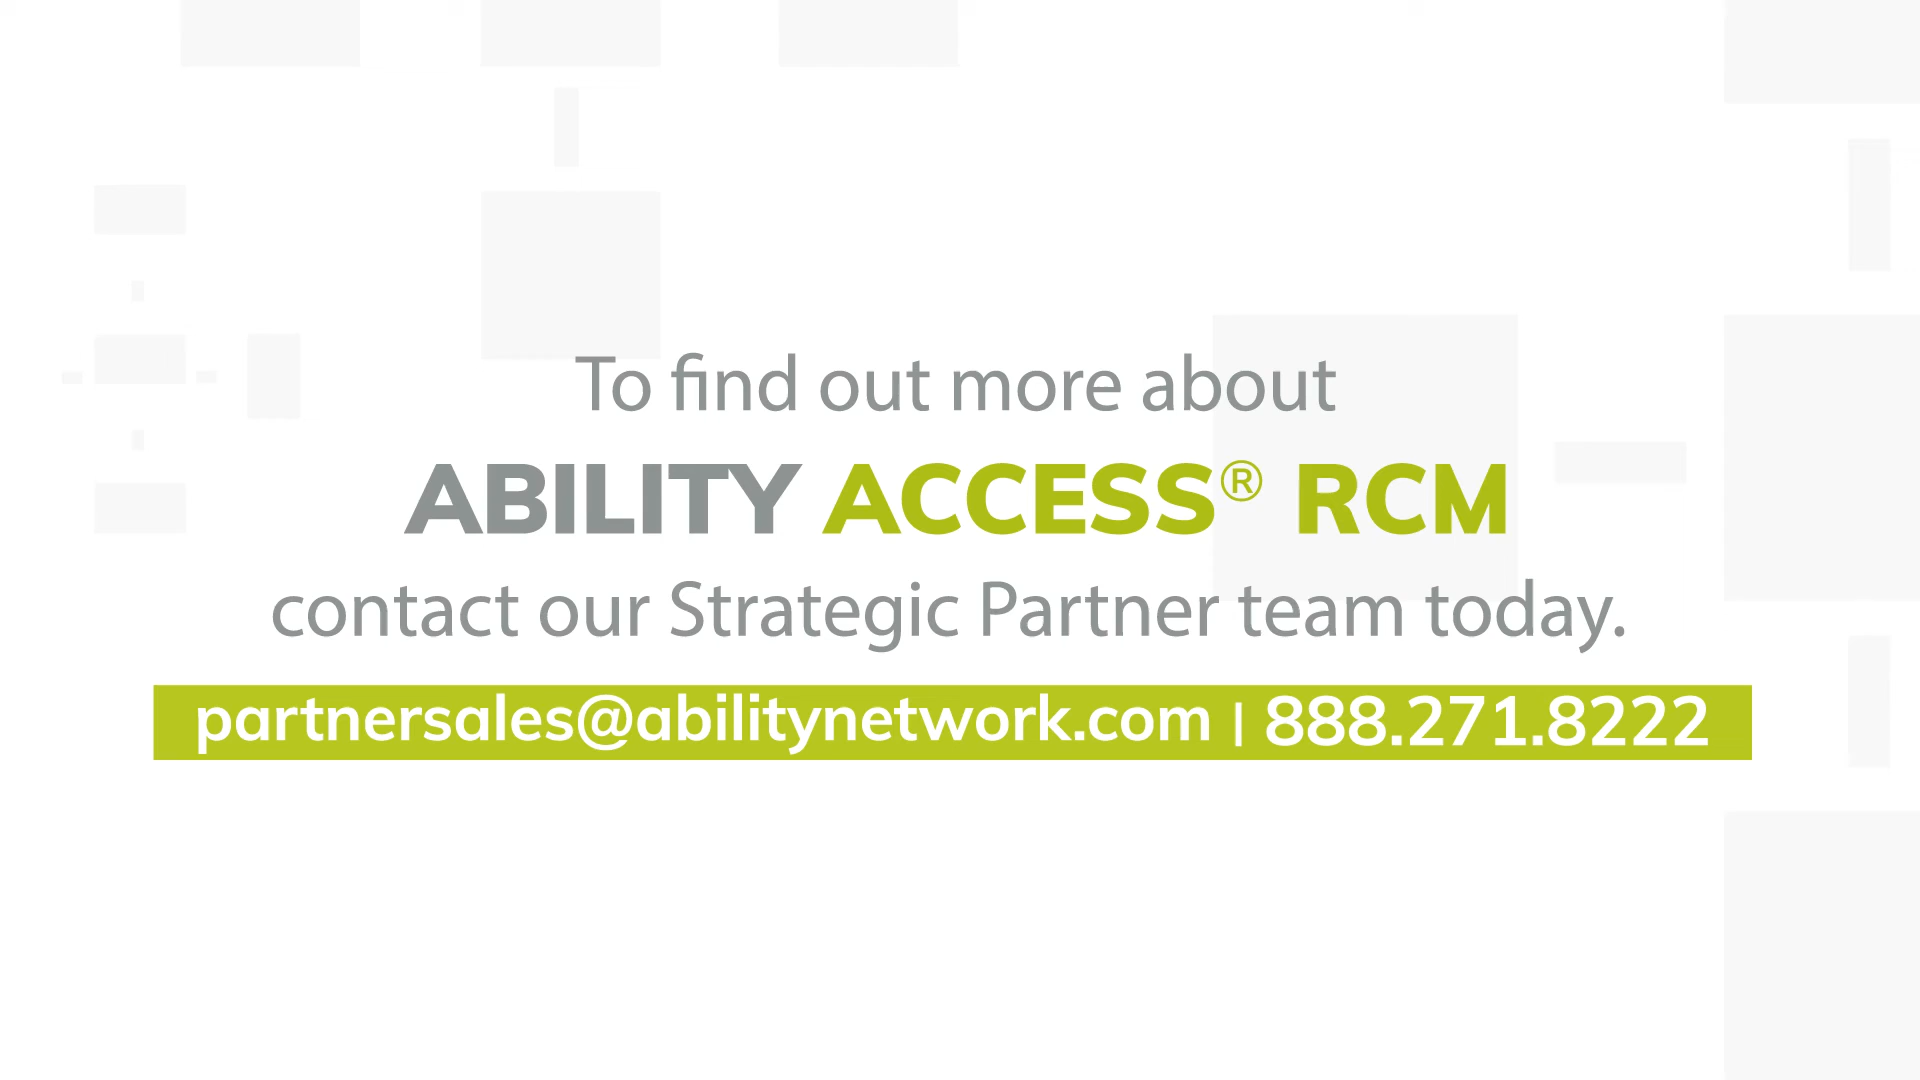 To find out more about
ABILITY ACCESS® RCM
contact our Strategic Partner team today.
partnersales@abilitynetwork.com | 888.271.8222